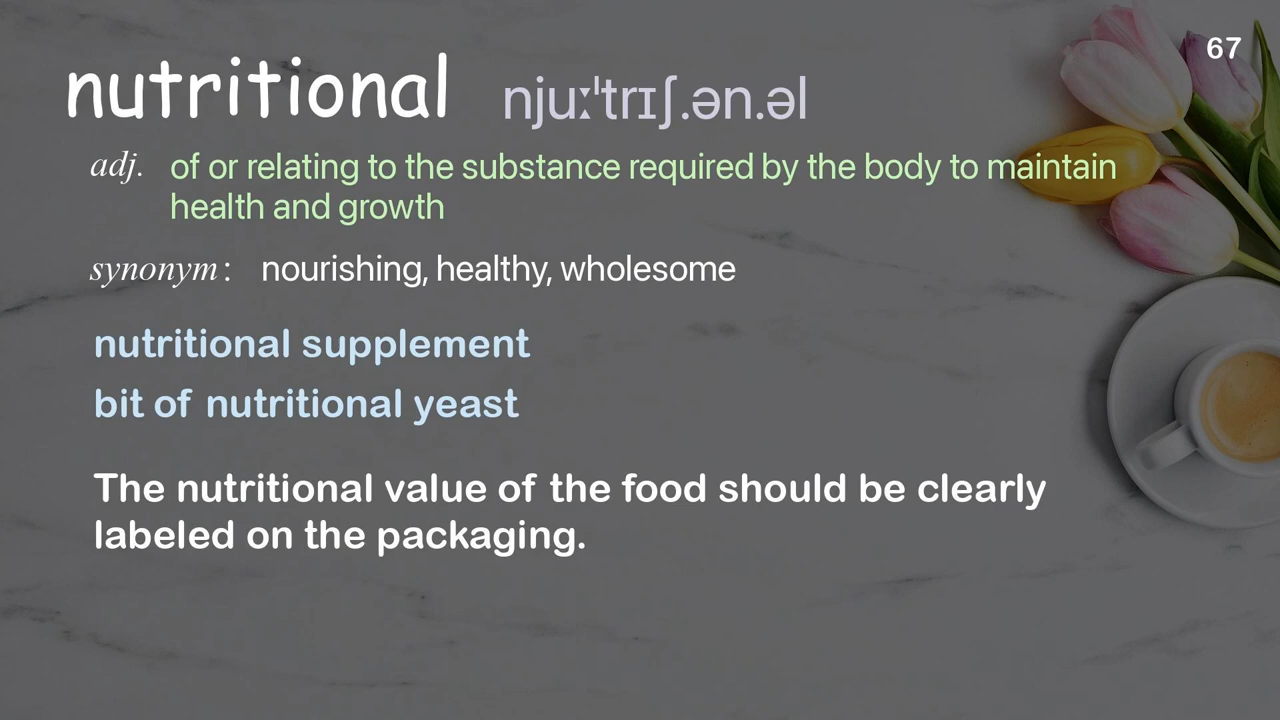 67
nutritional njuːˈtrɪʃ.ən.əl
adj. of or relating to the substance required by the body to maintain
health and growth
synonym: nourishing, healthy, wholesome
nutritional supplement
bit of nutritional yeast
The nutritional value of the food should be clearly
labeled on the packaging.